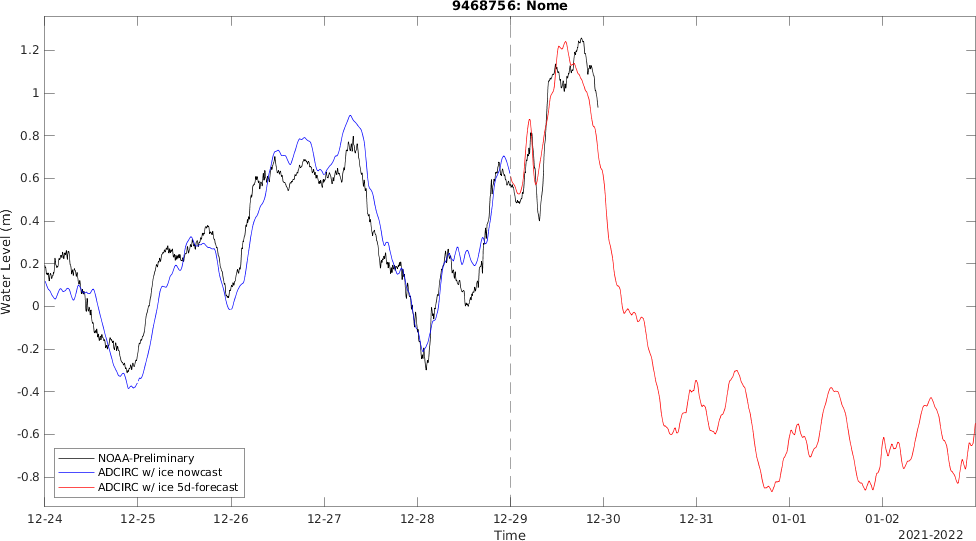 9468756: Nome
1.2
1
0.8
0.6
0.4
0.2
0
-0.2
-0.4
-0.6
-0.8
Water Level (m)
NOAA-Preliminary
ADCIRC w/ ice nowcast
ADCIRC w/ ice 5d-forecast
12-24 12-25 12-26 12-27 12-28 12-29 12-30 12-31 01-01 01-02
Time
2021-2022